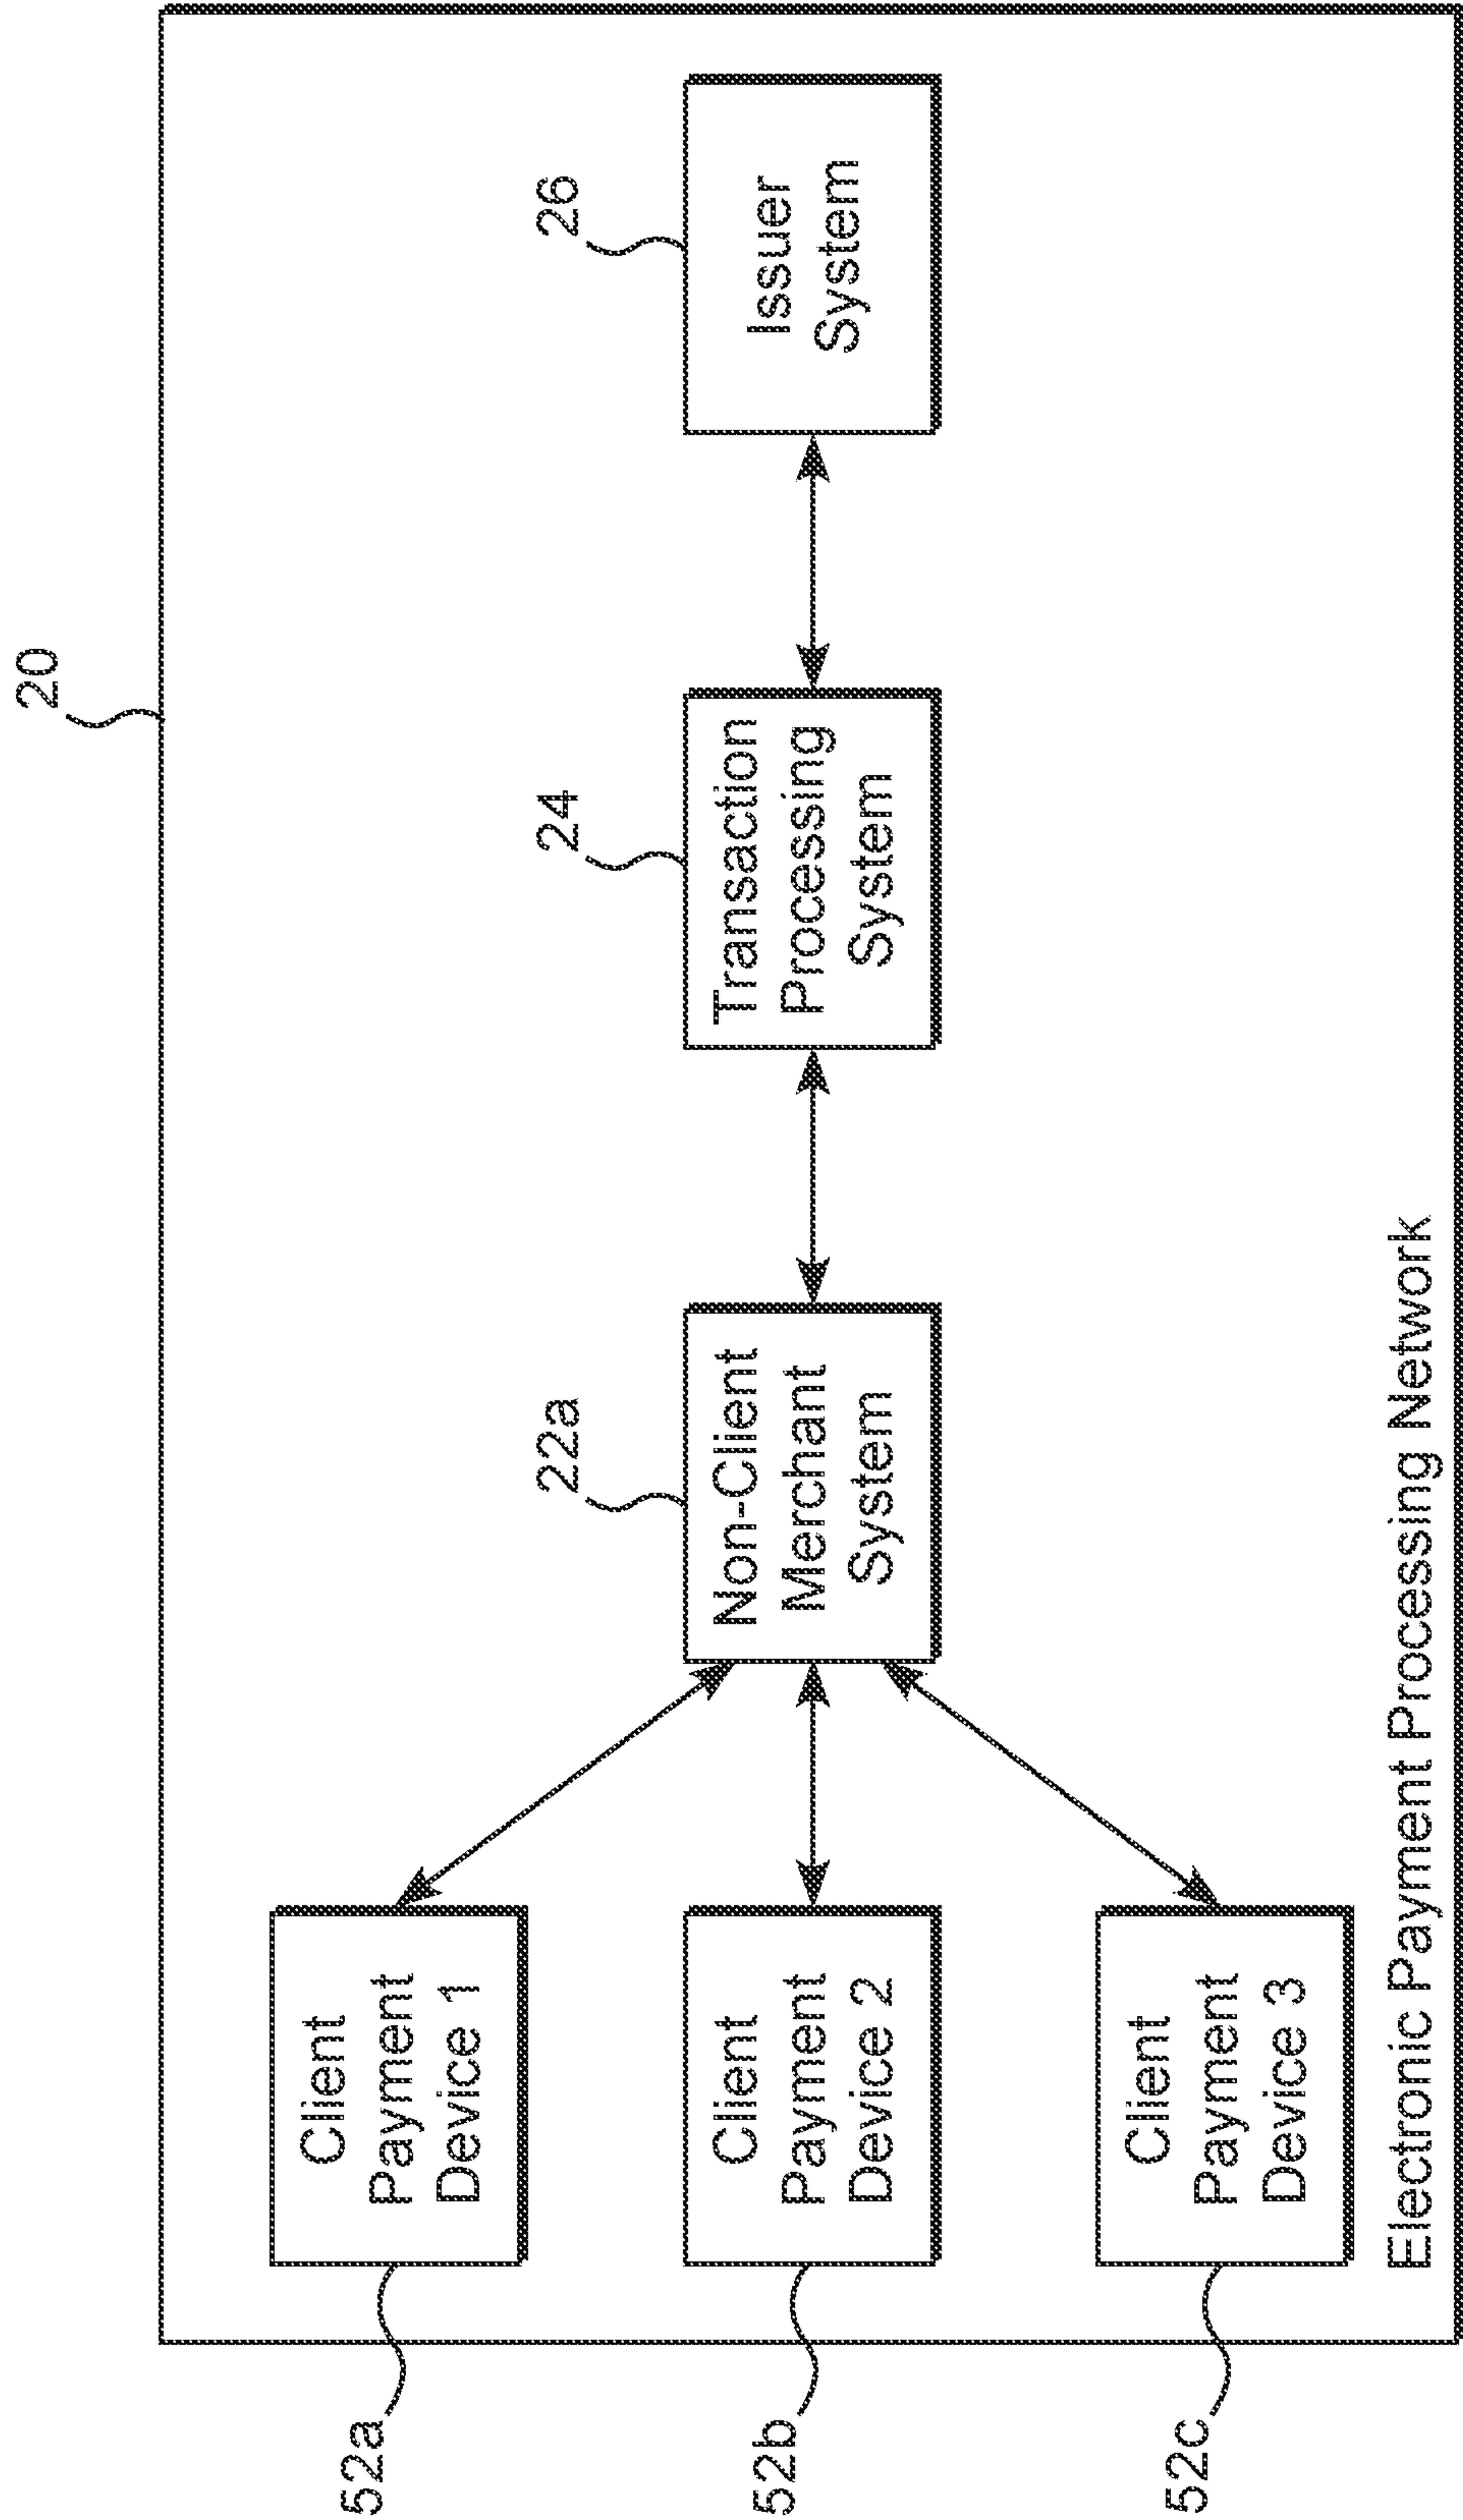 20
52a
Client
Payment
Device 1
52b
Client
Payment
Device 2
52c
Client
Payment
Device 3
22a
Non-Client
Merchant
System
24
Transaction
Processing
System
26
Issuer
System
Electronic Payment Processing Network